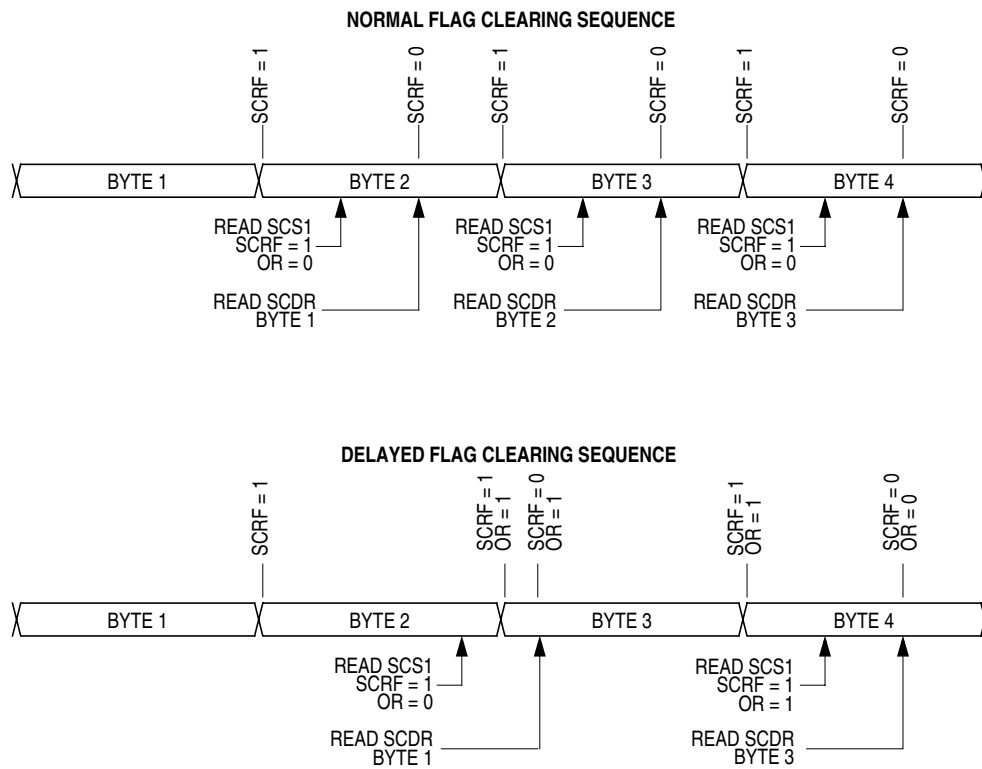 NORMAL FLAG CLEARING SEQUENCE
SCRF = 1
SCRF = 0
SCRF = 1
SCRF = 0
SCRF = 1
SCRF = 0
BYTE 1
BYTE 2
BYTE 3
BYTE 4
READ SCS1
SCRF = 1
OR = 0
READ SCS1
SCRF = 1
OR = 0
READ SCS1
SCRF = 1
OR = 0
READ SCDR
BYTE 1
READ SCDR
BYTE 2
READ SCDR
BYTE 3
DELAYED FLAG CLEARING SEQUENCE
SCRF = 1
SCRF = 1
OR = 1
SCRF = 0
OR = 1
SCRF = 1
OR = 1
SCRF = 0
OR = 0
BYTE 1
BYTE 2
BYTE 3
BYTE 4
READ SCS1
SCRF = 1
OR = 0
READ SCS1
SCRF = 1
OR = 1
READ SCDR
BYTE 1
READ SCDR
BYTE 3